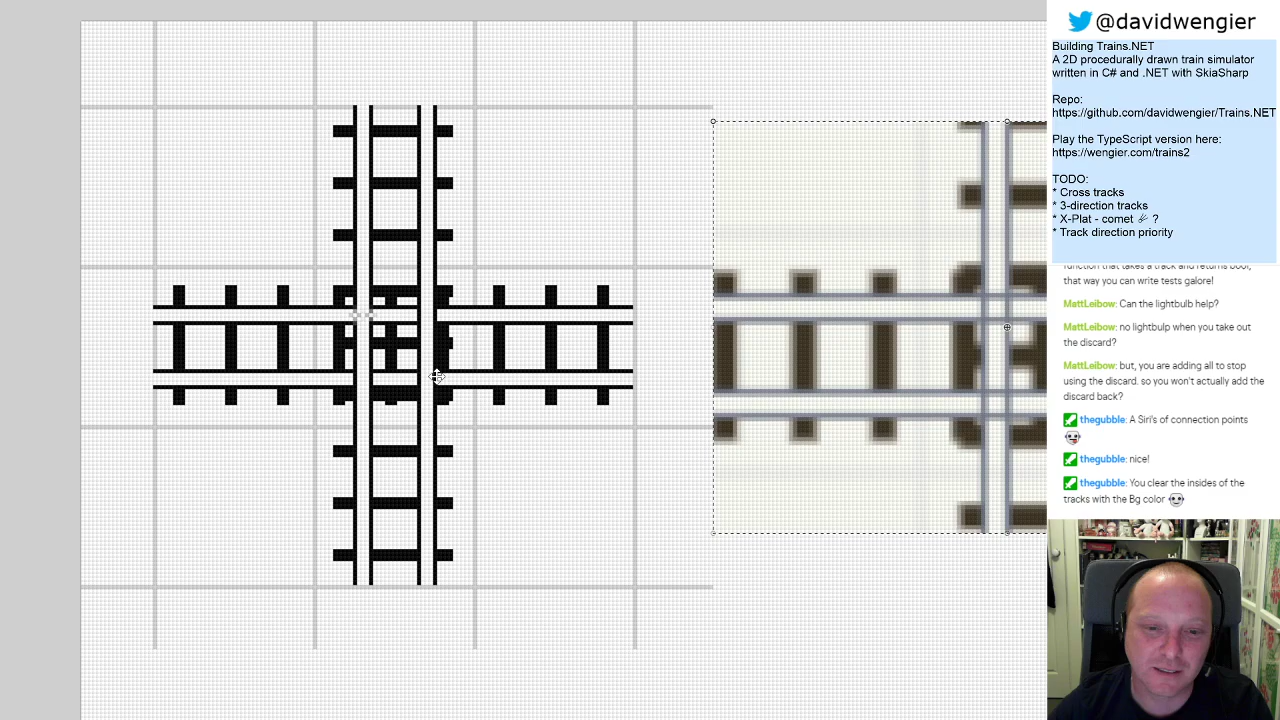 @davidwengier
Building Trains.NET
A 2D procedurally drawn train simulator
written in C# and .NET with SkiaSharp
Repo:
https://github.com/davidwengier/Trains.NET
Play the TypeScript version here:
https://wengier.com/trains2
TODO:
* Cross tracks
* 3-direction tracks
* X-Plat - comet ☄ ?
* Track direction priority
function that takes a track and returns bool,
that way you can write tests galore!
MattLeibow: Can the lightbulb help?
MattLeibow: no lightbulp when you take out
the discard?
MattLeibow: but, you are adding all to stop
using the discard. so you won't actually add the
discard back?
thegubble: A Siri's of connection points
thegubble: nice!
thegubble: You clear the insides of the
tracks with the Bg color